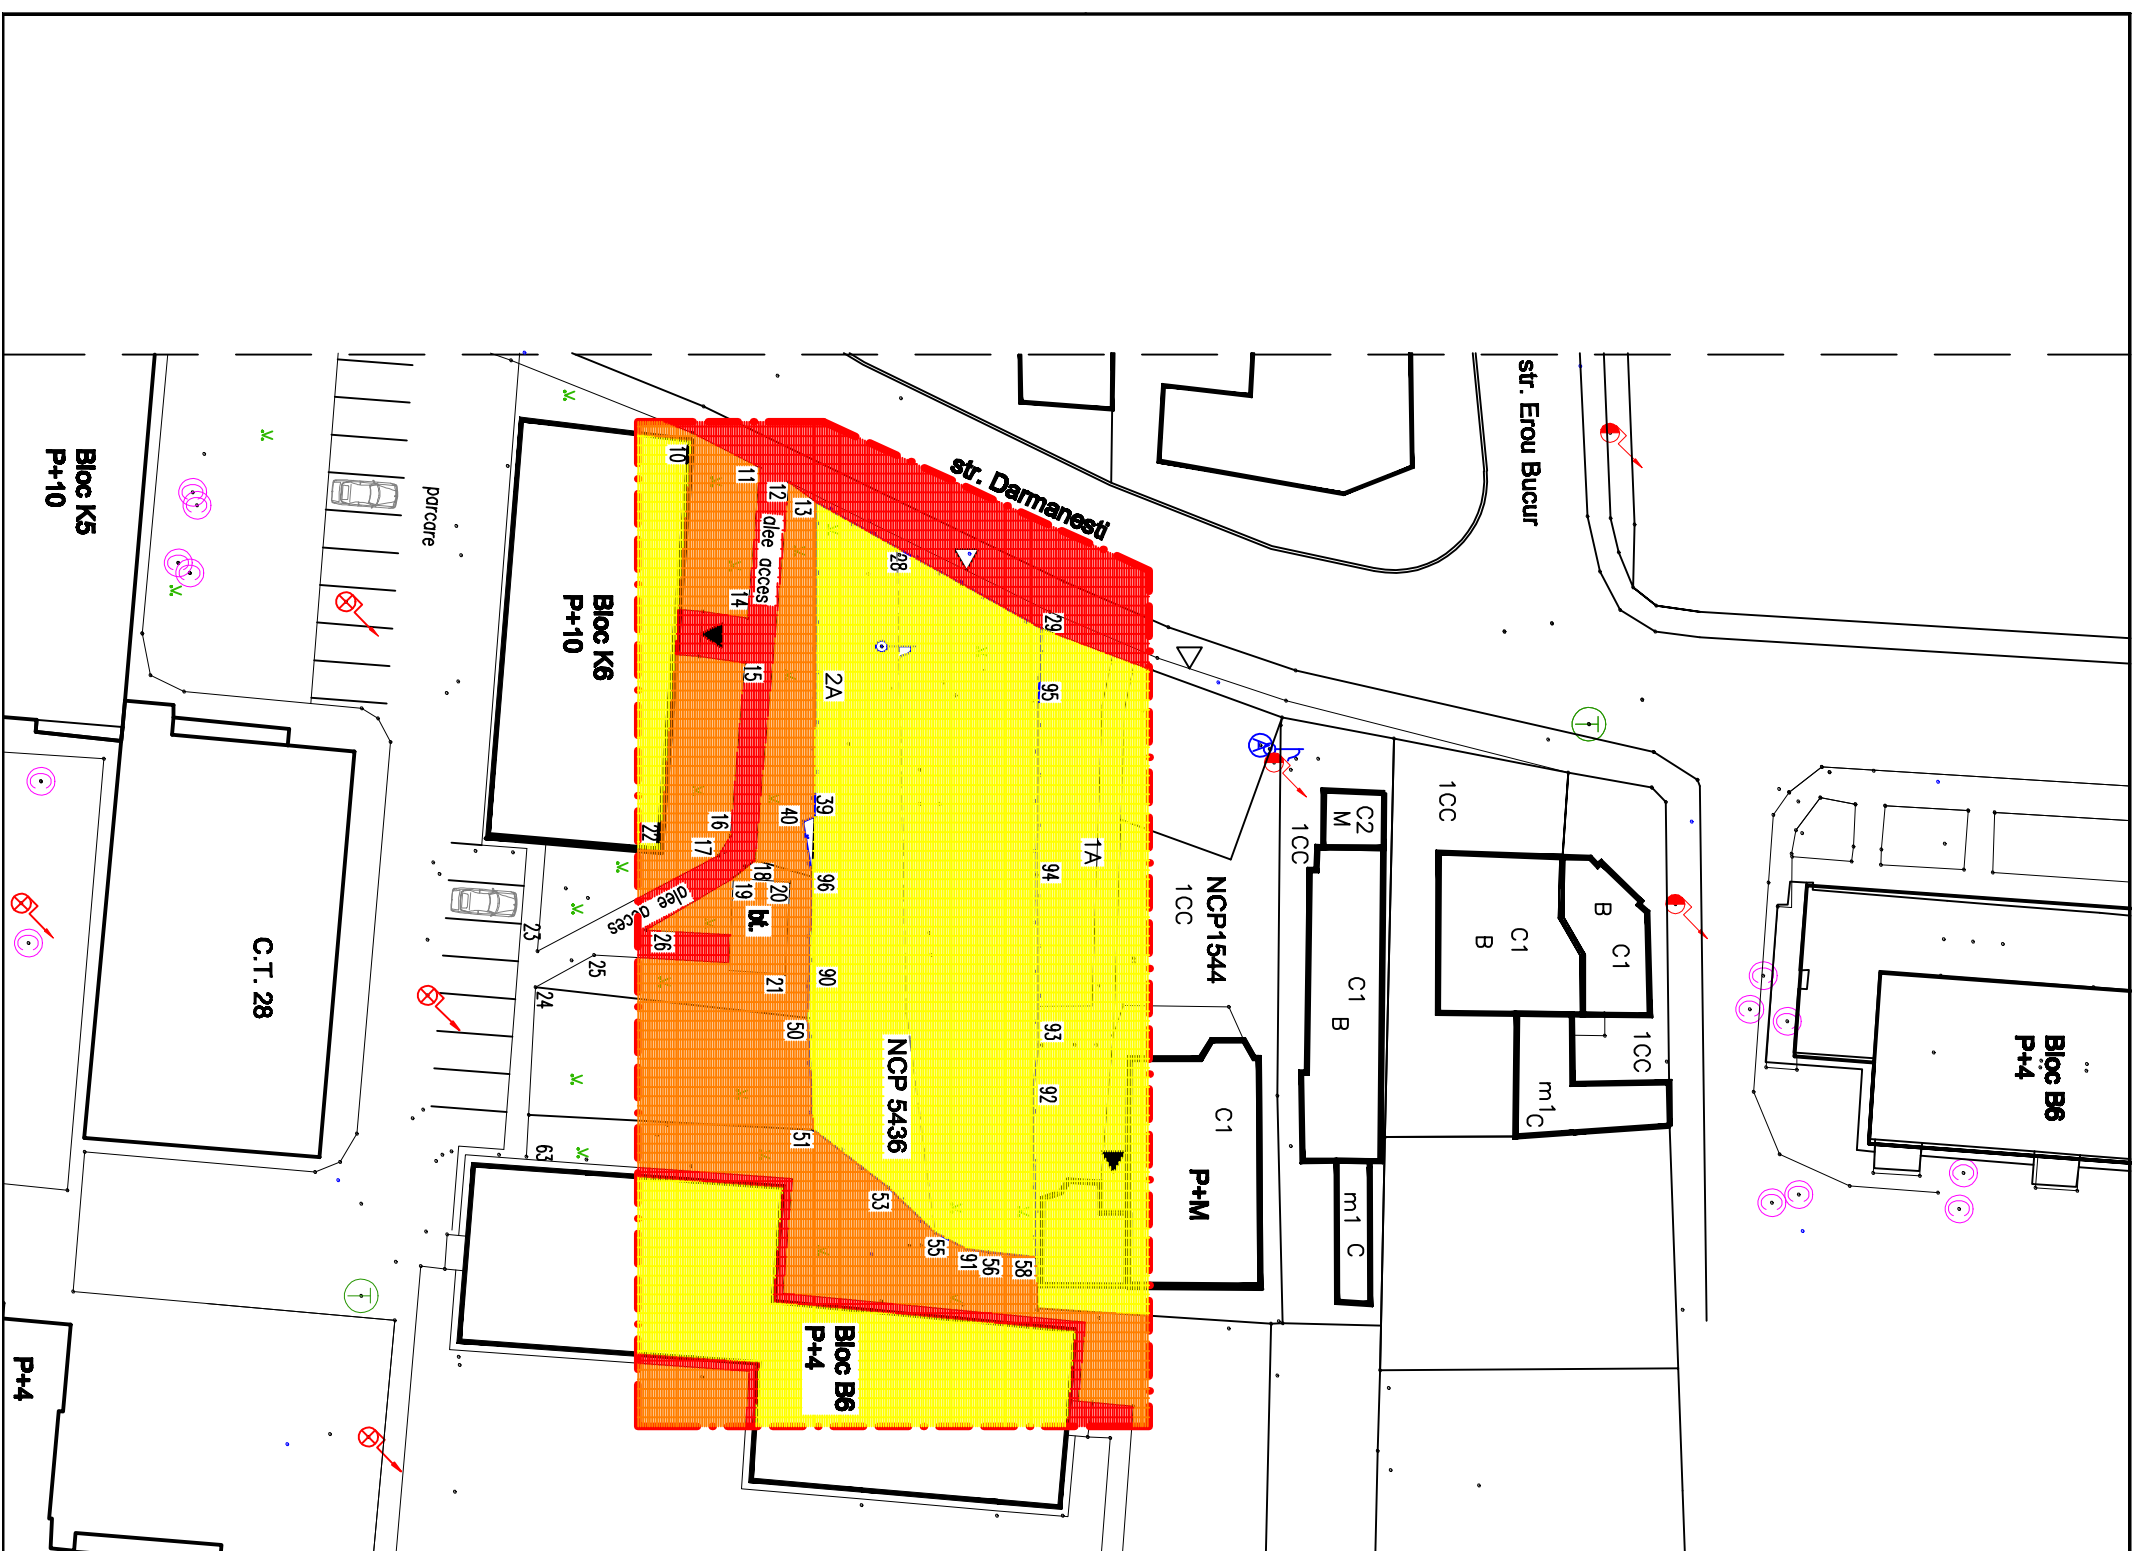 str. Erou Bucur
str. Darmanesti
Bloc K5
P+10
parcare
Bloc K6
P+10
10
11
12
13
alee acces
14
15
28
29
95
2A
1A
39
40
16
17
22
18
19
20
96
94
bt.
alee acces
23
24
25
26
21
90
50
93
92
51
53
55
91
56
58
63
NCP 5436
NCP1544
1CC
1CC
1CC
1CC
C2
M
C1
B
C1
B
B
C1
m1
C
m1 C
C1
P+M
C.T. 28
Bloc B6
P+4
Bloc B6
P+4
P+4
A
T
T
C
C
C
C
C
C
C
C
C
C
C
C
C